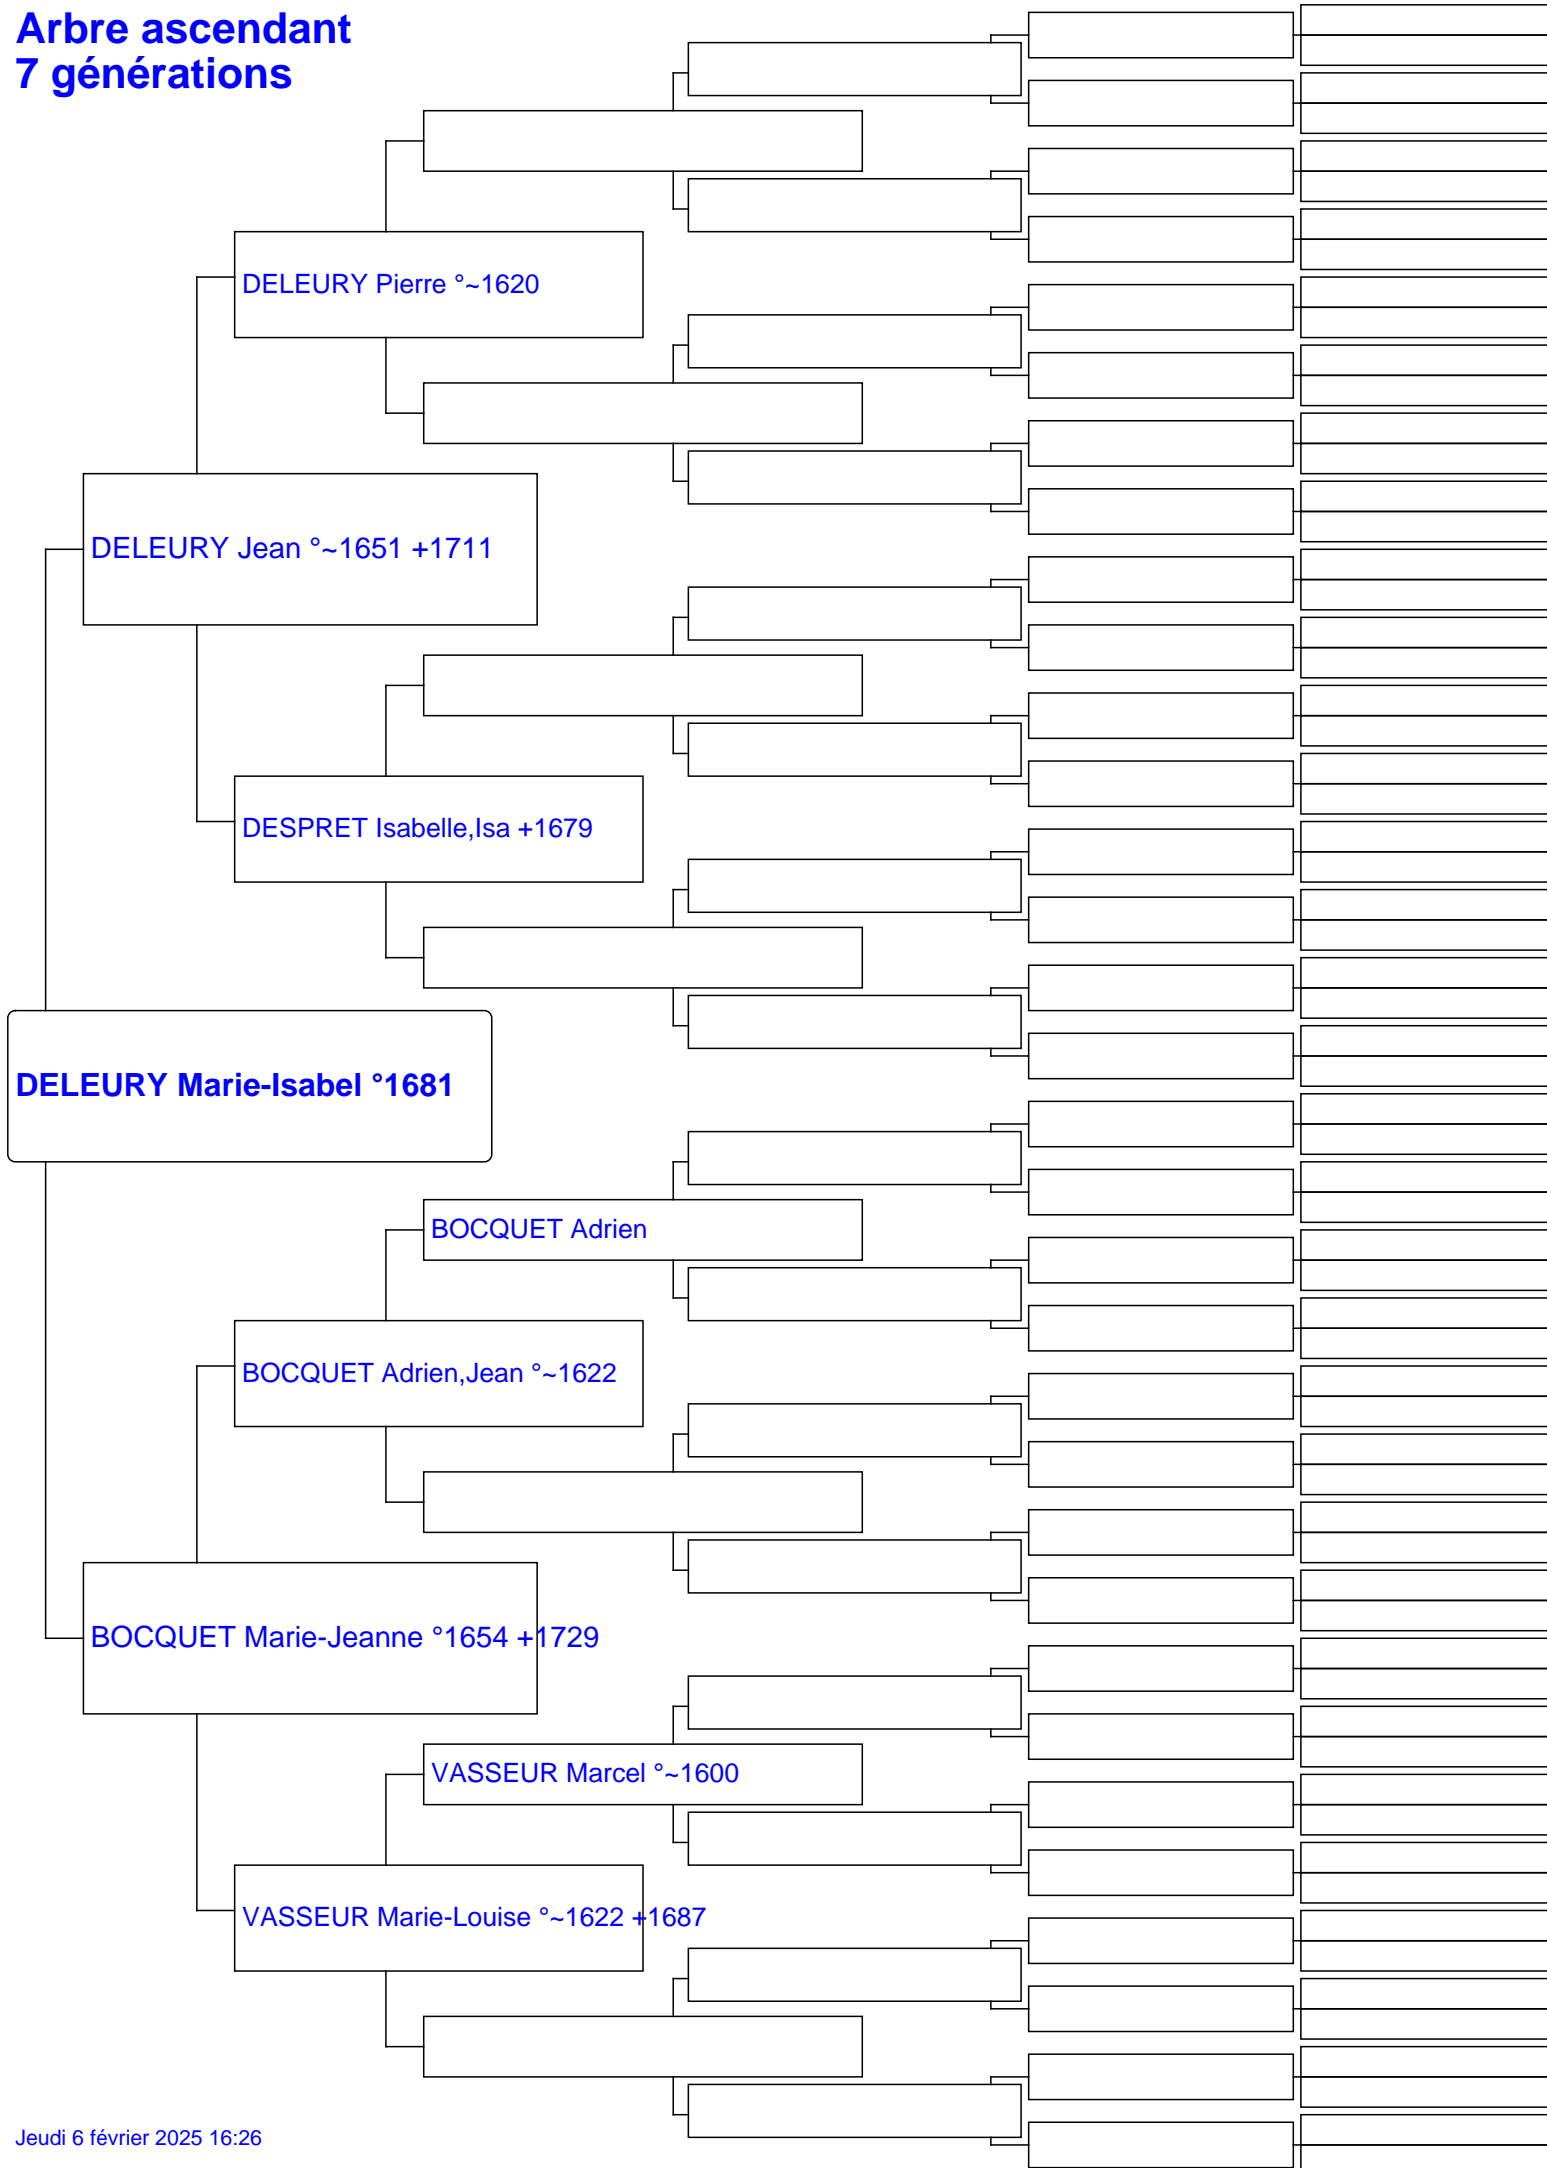 Arbre ascendant
7 générations
DELEURY Pierre °~1620
DELEURY Jean °~1651 +1711
DESPRET Isabelle,Isa +1679
DELEURY Marie-Isabel °1681
BOCQUET Adrien
BOCQUET Adrien,Jean °~1622
BOCQUET Marie-Jeanne °1654 +1729
VASSEUR Marcel °~1600
VASSEUR Marie-Louise °~1622 +1687
Jeudi 6 février 2025 16:26